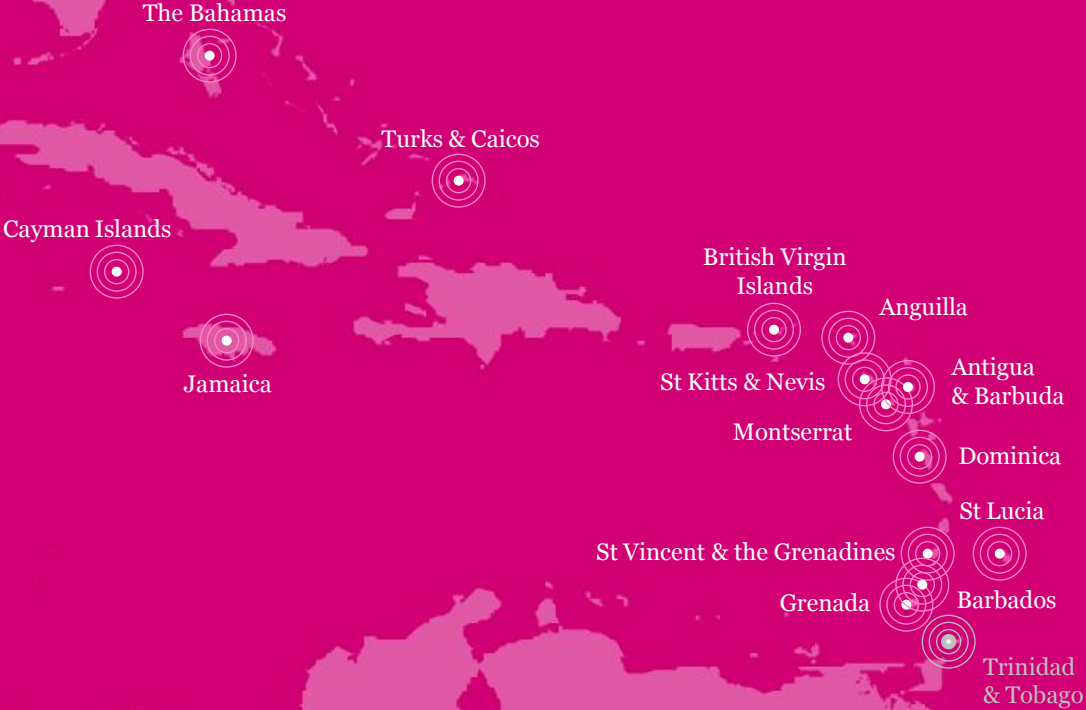 The Bahamas
Turks & Caicos
Cayman Islands
British Virgin
Islands
Anguilla
Jamaica
St Kitts & Nevis
Antigua
& Barbuda
Montserrat
Dominica
St Lucia
St Vincent & the Grenadines
Grenada
Barbados
Trinidad
& Tobago